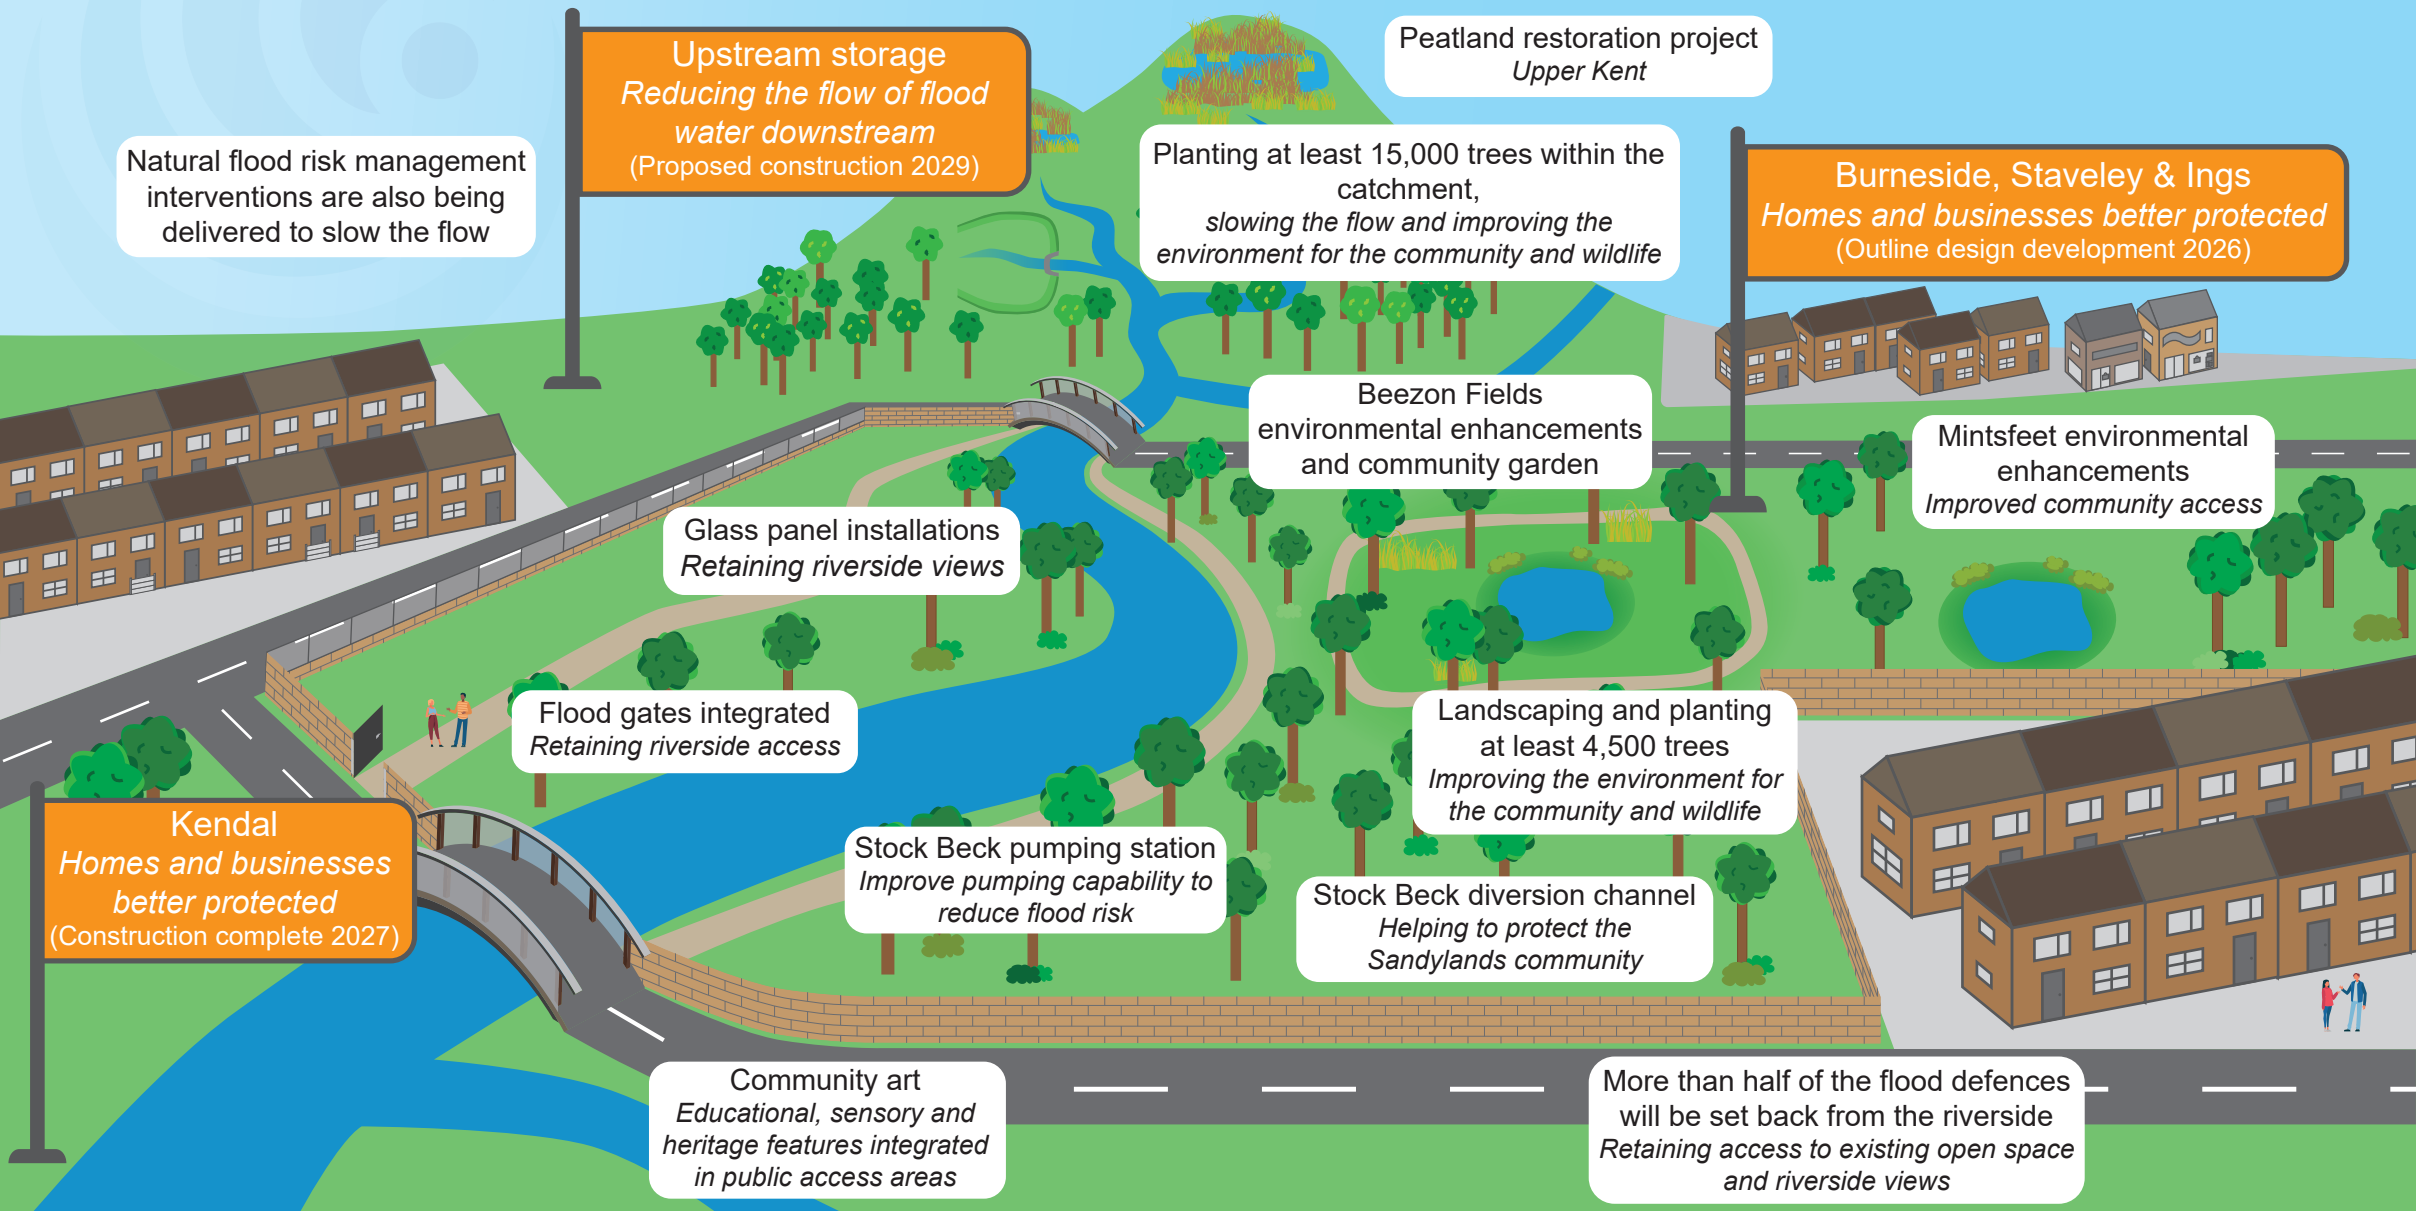 Upstream storage
Reducing the flow of flood
water downstream
(Proposed construction 2029)
Peatland restoration project
Upper Kent
Natural flood risk management
interventions are also being
delivered to slow the flow
Planting at least 15,000 trees within the
catchment,
slowing the flow and improving the
environment for the community and wildlife
Burneside, Staveley & Ings
Homes and businesses better protected
(Outline design development 2026)
Beezon Fields
environmental enhancements
and community garden
Mintsfeet environmental
enhancements
Improved community access
Glass panel installations
Retaining riverside views
Flood gates integrated
Retaining riverside access
Landscaping and planting
at least 4,500 trees
Improving the environment for
the community and wildlife
Kendal
Homes and businesses
better protected
(Construction complete 2027)
Stock Beck pumping station
Improve pumping capability to
reduce flood risk
Stock Beck diversion channel
Helping to protect the
Sandylands community
Community art
Educational, sensory and
heritage features integrated
in public access areas
More than half of the flood defences
will be set back from the riverside
Retaining access to existing open space
and riverside views